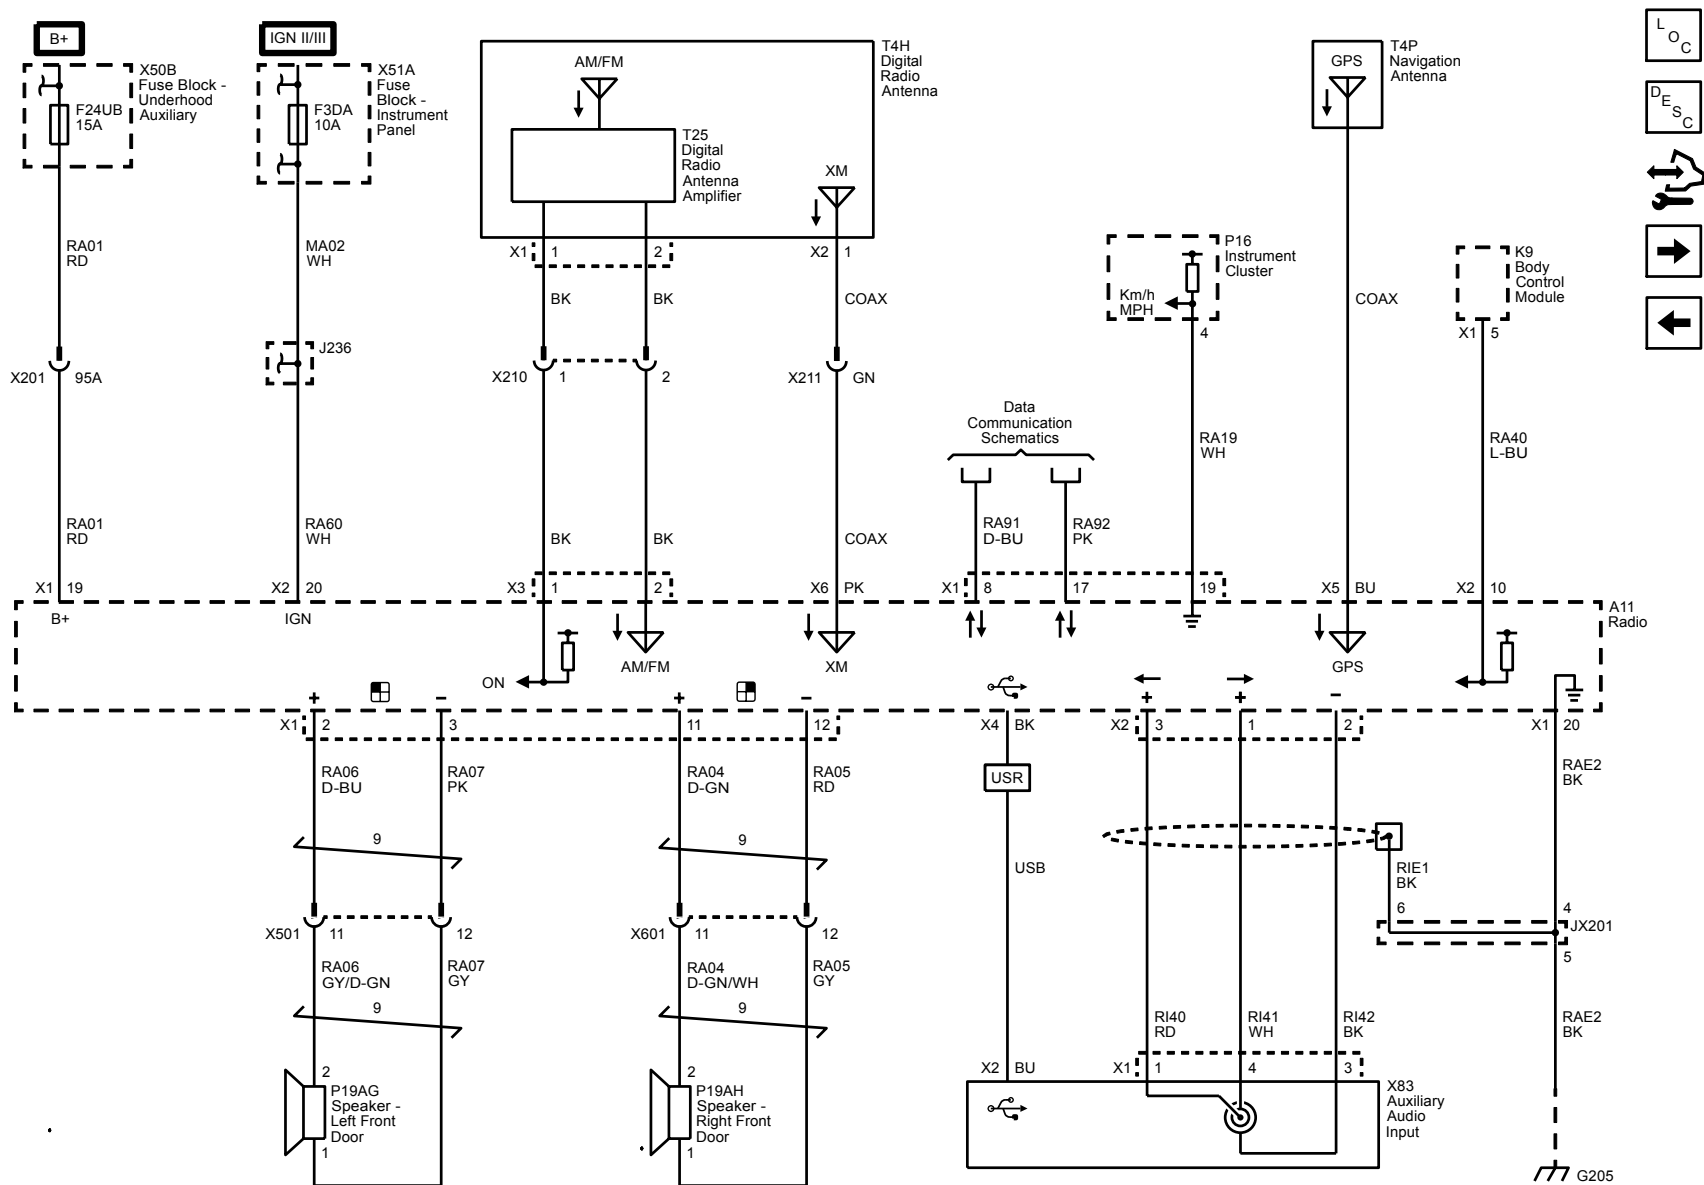 B+
IGN II/III
X50B
Fuse Block -
Underhood
Auxiliary
F24UB
15A
X51A
Fuse
Block -
Instrument
Panel
F3DA
10A
AM/FM
T4H
Digital
Radio
Antenna
T25
Digital
Radio
Antenna
Amplifier
XM
GPS
T4P
Navigation
Antenna
L
O
C
D
E
S
C
RA01
RD
MA02
WH
X1
1
2
X2
1
P16
Instrument
Cluster
Km/h
MPH
4
K9
Body
Control
Module
X1
5
BK
BK
COAX
COAX
J236
X201
95A
X210
1
2
X211
GN
Data
Communication
Schematics
RA19
WH
RA40
L-BU
RA01
RD
RA60
WH
BK
BK
COAX
RA91
D-BU
RA92
PK
X1
19
X2
20
X3
1
2
X6
PK
X1
8
17
19
X5
BU
X2
10
B+
IGN
A11
Radio
ON
AM/FM
XM
GPS
+
–
+
–
+
+
–
X1
2
3
11
12
X4
BK
X2
3
1
2
X1
20
RA06
D-BU
RA07
PK
RA04
D-GN
RA05
RD
USR
RAE2
BK
9
9
USB
RIE1
BK
6
4
JX201
5
X501
11
12
X601
11
12
RA06
GY/D-GN
RA07
GY
RA04
D-GN/WH
RA05
GY
9
9
RI40
RD
RI41
WH
RI42
BK
RAE2
BK
X2
BU
X1
1
4
3
2
P19AG
Speaker -
Left Front
Door
1
2
P19AH
Speaker -
Right Front
Door
1
X83
Auxiliary
Audio
Input
G205